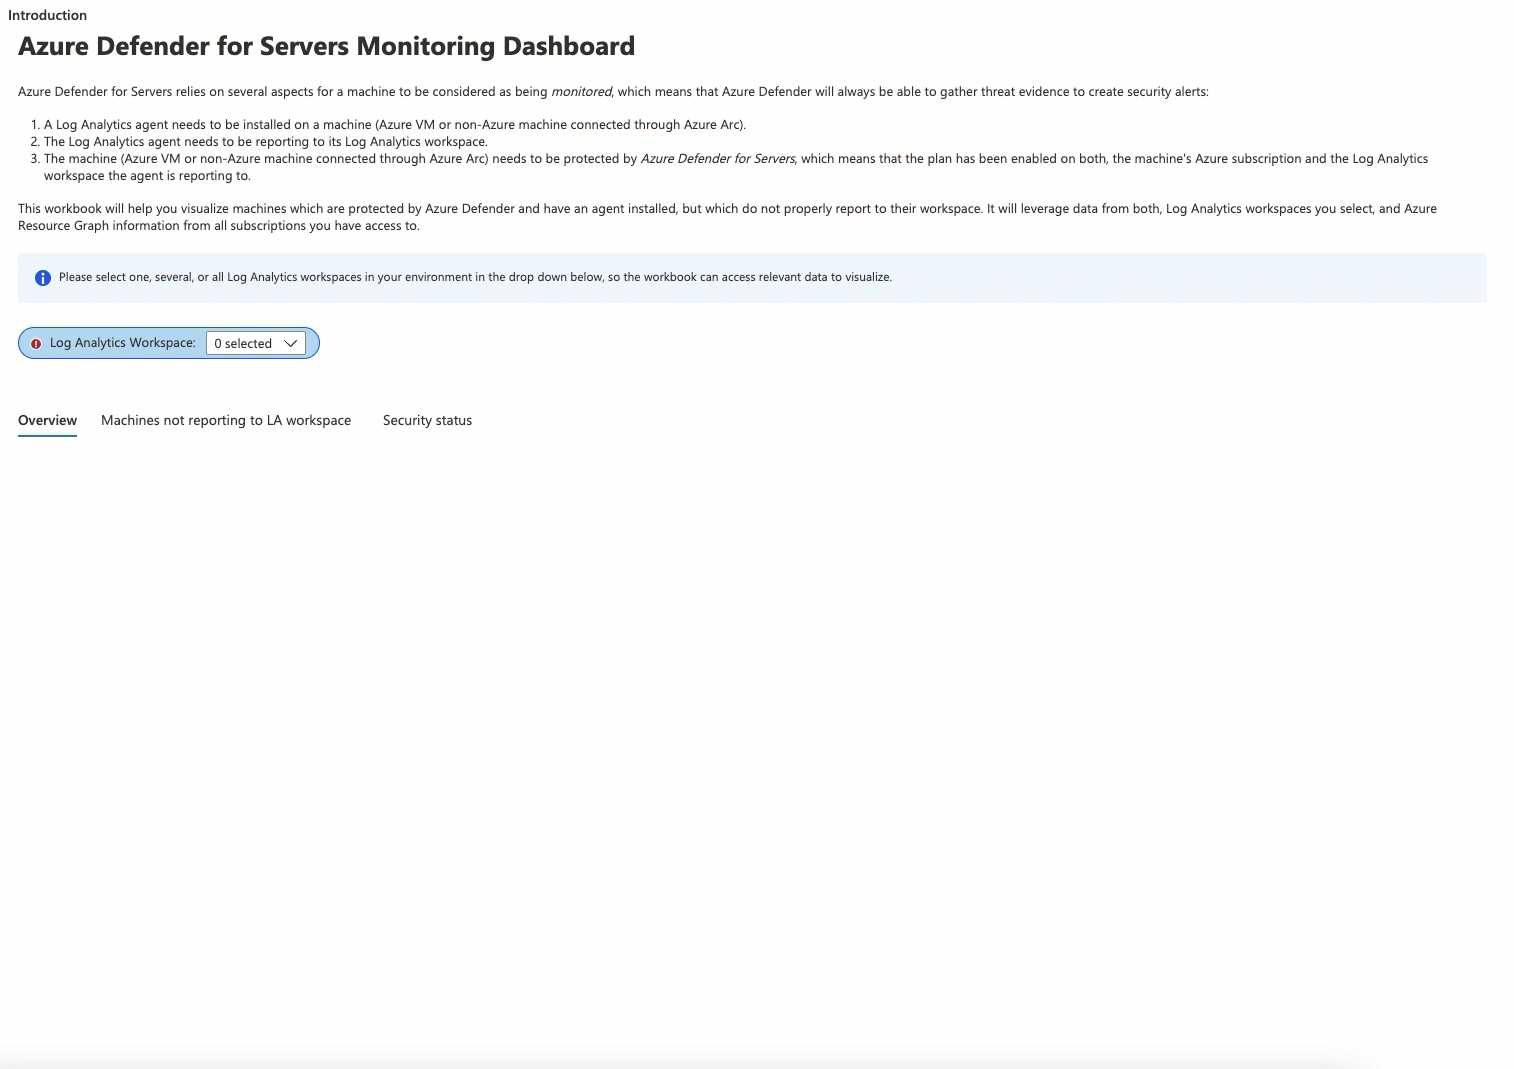 Introduction
Azure Defender for Servers Monitoring Dashboard
Azure Defender for Servers relies on several aspects for a machine to be considered as being monitored, which means that Azure Defender will always be able to gather threat evidence to create security alerts:
1. A Log Analytics agent needs to be installed on a machine (Azure VM or non-Azure machine connected through Azure Arc).
2. The Log Analytics agent needs to be reporting to its Log Analytics workspace.
3. The machine (Azure VM or non-Azure machine connected through Azure Arc) needs to be protected by Azure Defender for Servers, which means that the plan has been enabled on both, the machine's Azure subscription and the Log Analytics
workspace the agent is reporting to.
This workbook will help you visualize machines which are protected by Azure Defender and have an agent installed, but which do not properly report to their workspace. It will leverage data from both, Log Analytics workspaces you select, and Azure
Resource Graph information from all subscriptions you have access to.
Please select one, several, or all Log Analytics workspaces in your environment in the drop down below, so the workbook can access relevant data to visualize.
Log Analytics Workspace: 0 selected
Overview Machines not reporting to LA workspace Security status